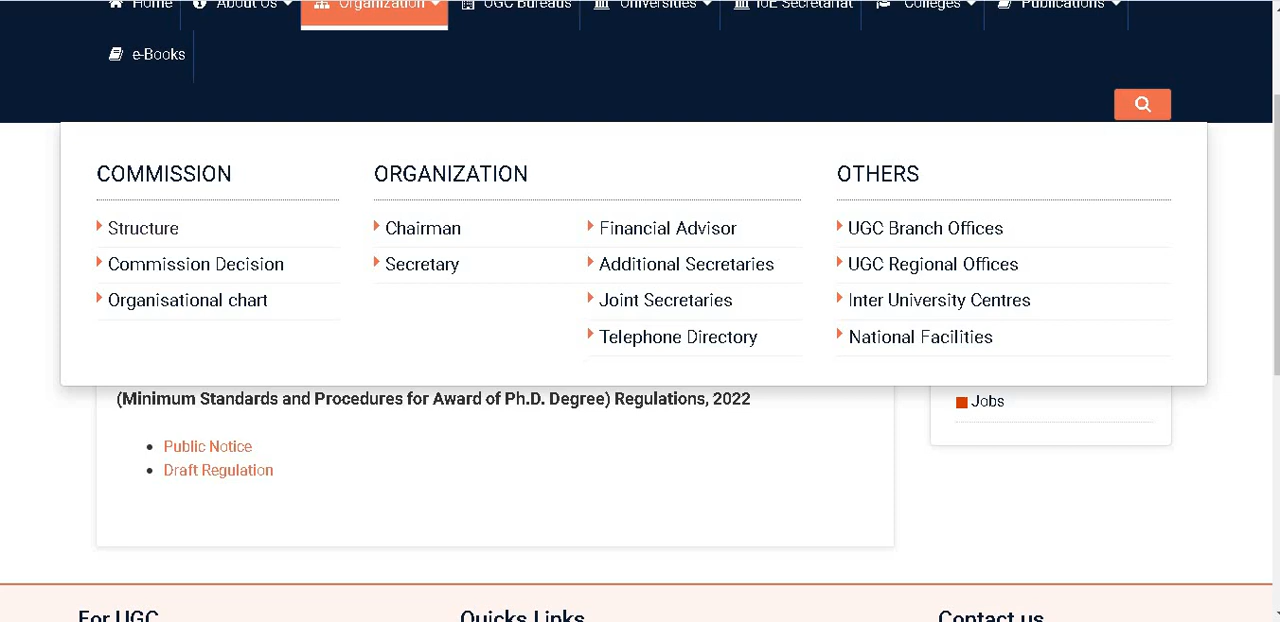 Home About Us Organization UGC Bureaus Universities IoE Secretariat Colleges Publications
e-Books
COMMISSION ORGANIZATION OTHERS
Structure Chairman Financial Advisor UGC Branch Offices
Commission Decision Secretary Additional Secretaries UGC Regional Offices
Organisational chart Joint Secretaries Inter University Centres
Telephone Directory National Facilities
(Minimum Standards and Procedures for Award of Ph.D. Degree) Regulations, 2022
Jobs
Public Notice
Draft Regulation
For UGC Quicks Links Contact us